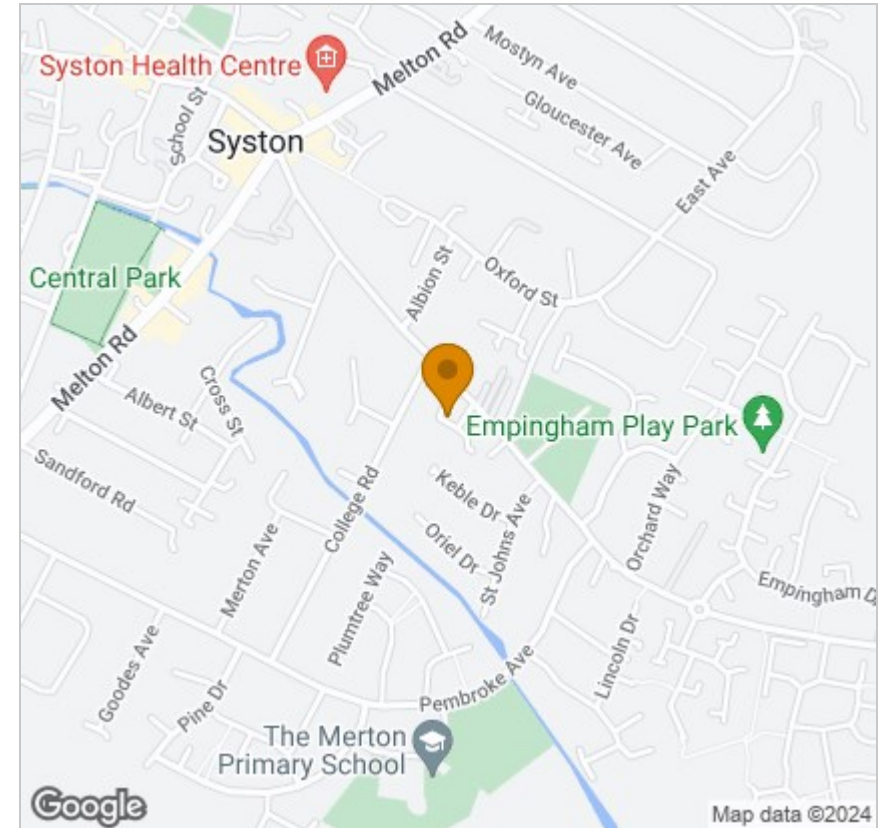 Mostyn Ave
Syston Health Centre
Melton Rd
Gloucester Ave
School St
Syston
East Ave
Central Park
Albion St
Oxford St
Melton Rd
Albert St
Cross St
Empingham Play Park
Sandford Rd
College Rd
Keble Dr
Orchard Way
Oriel Dr
St Johns Ave
Merton Ave
Plumtree Way
Empingham D
Goodes Ave
Lincoln Dr
Pine Dr
Pembroke Ave
The Merton
Primary School
Google
Map data ©2024